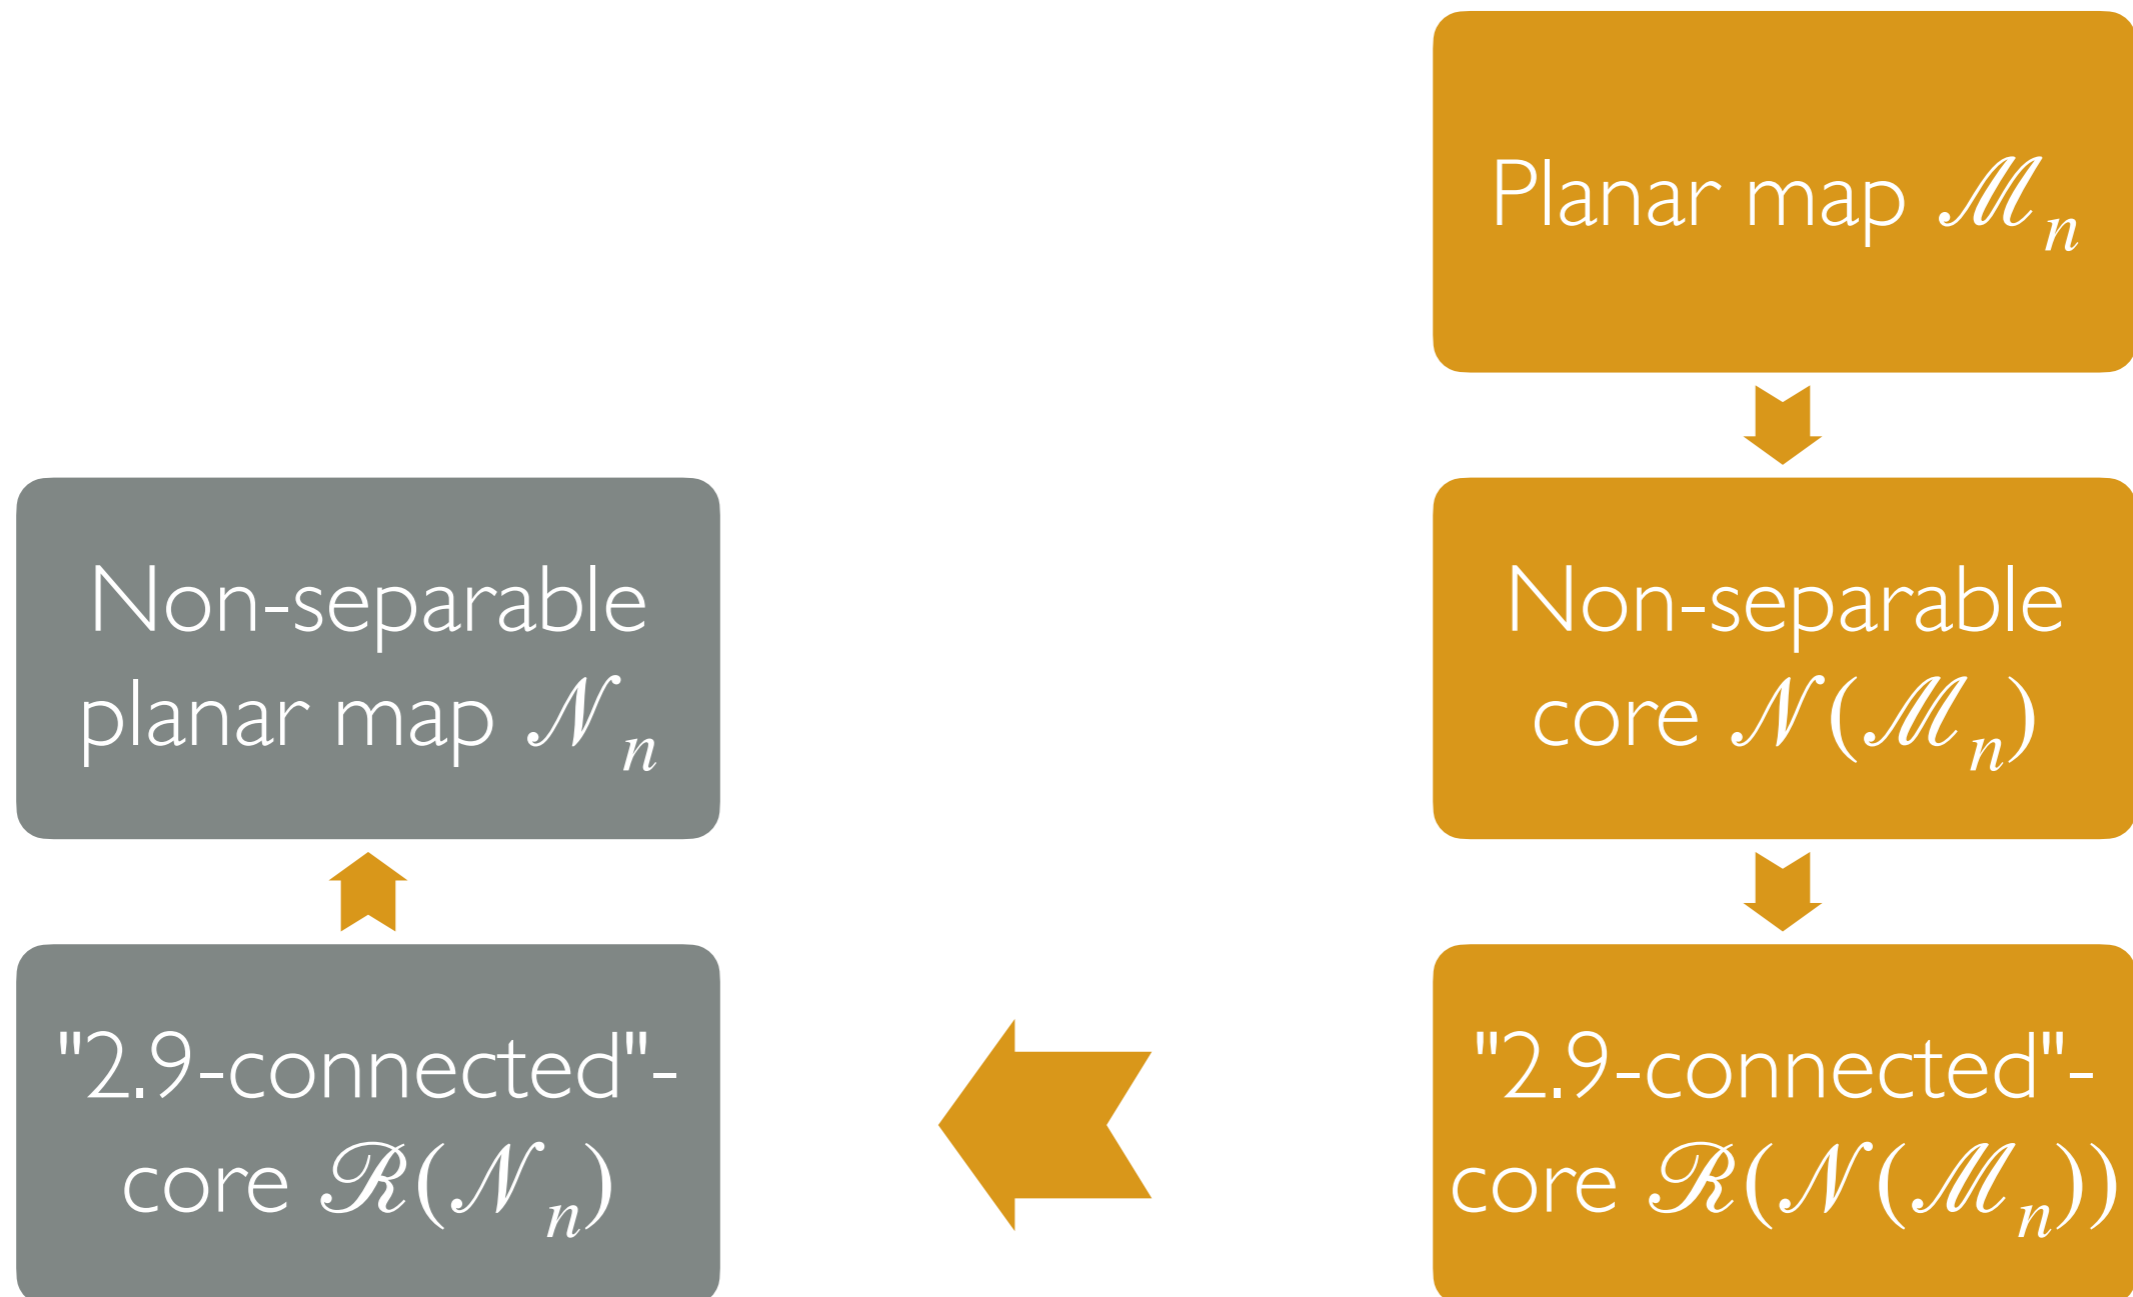 Planar map ℳₙ
Non-separable
planar map 𝒩ₙ
Non-separable
core 𝒩(ℳₙ)
"2.9-connected"-
core ℛ(𝒩ₙ)
"2.9-connected"-
core ℛ(𝒩(ℳₙ))